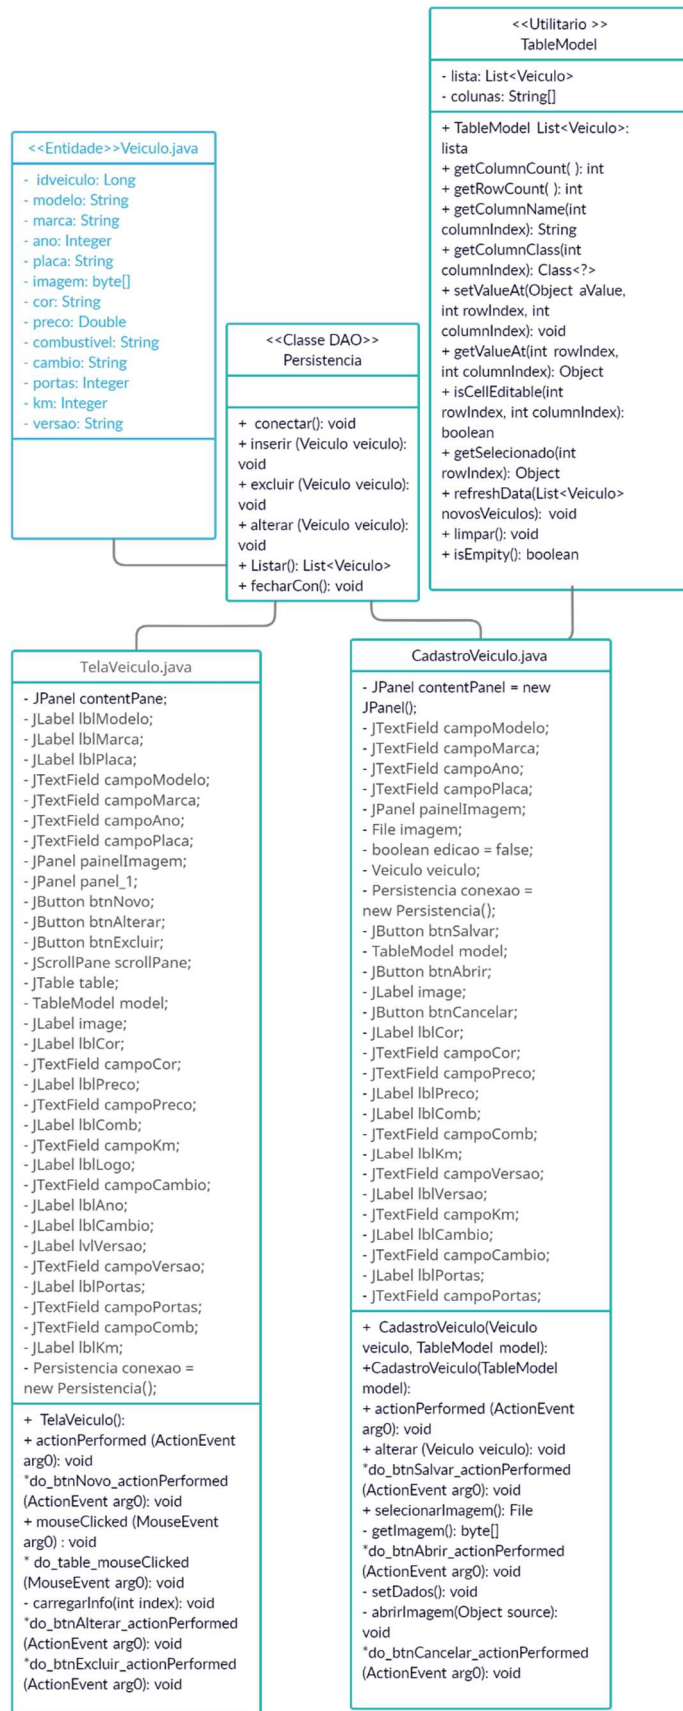 <<Utilitario >>
TableModel
- lista: List<Veiculo>
- colunas: String[]
+ TableModel List<Veiculo>:
lista
+ getColumnCount( ): int
+ getRowCount( ): int
+ getColumnName(int
columnIndex): String
+ getColumnClass(int
columnIndex): Class<?>
+ setValueAt(Object aValue,
int rowIndex, int
columnIndex): void
+ getValueAt(int rowIndex,
int columnIndex): Object
+ isCellEditable(int
rowIndex, int columnIndex):
boolean
+ getSelecionado(int
rowIndex): Object
+ refreshData(List<Veiculo>
novosVeiculos): void
+ limpar(): void
+ isEmpity(): boolean
<<Entidade>>Veiculo.java
- idveiculo: Long
- modelo: String
- marca: String
- ano: Integer
- placa: String
- imagem: byte[]
- cor: String
- preco: Double
- combustivel: String
- cambio: String
- portas: Integer
- km: Integer
- versao: String
<<Classe DAO>>
Persistencia
+ conectar(): void
+ inserir (Veiculo veiculo):
void
+ excluir (Veiculo veiculo):
void
+ alterar (Veiculo veiculo):
void
+ Listar(): List<Veiculo>
+ fecharCon(): void
TelaVeiculo.java
- JPanel contentPane;
- JLabel lblModelo;
- JLabel lblMarca;
- JLabel lblPlaca;
- JTextField campoModelo;
- JTextField campoMarca;
- JTextField campoAno;
- JTextField campoPlaca;
- JPanel painelImagem;
- JPanel panel_1;
- JButton btnNovo;
- JButton btnAlterar;
- JButton btnExcluir;
- JScrollPane scrollPane;
- JTable table;
- TableModel model;
- JLabel image;
- JLabel lblCor;
- JTextField campoCor;
- JLabel lblPreco;
- JTextField campoPreco;
- JLabel lblComb;
- JTextField campoKm;
- JLabel lblLogo;
- JTextField campoCambio;
- JLabel lblAno;
- JLabel lblCambio;
- JLabel lvlVersao;
- JTextField campoVersao;
- JLabel lblPortas;
- JTextField campoPortas;
- JTextField campoComb;
- JLabel lblKm;
- Persistencia conexao =
new Persistencia();
+ TelaVeiculo():
+ actionPerformed (ActionEvent
arg0): void
*do_btnNovo_actionPerformed
(ActionEvent arg0): void
+ mouseClicked (MouseEvent
arg0) : void
* do_table_mouseClicked
(MouseEvent arg0): void
- carregarInfo(int index): void
*do_btnAlterar_actionPerformed
(ActionEvent arg0): void
*do_btnExcluir_actionPerformed
(ActionEvent arg0): void
CadastroVeiculo.java
- JPanel contentPanel = new
JPanel();
- JTextField campoModelo;
- JTextField campoMarca;
- JTextField campoAno;
- JTextField campoPlaca;
- JPanel painelImagem;
- File imagem;
- boolean edicao = false;
- Veiculo veiculo;
- Persistencia conexao =
new Persistencia();
- JButton btnSalvar;
- TableModel model;
- JButton btnAbrir;
- JLabel image;
- JButton btnCancelar;
- JLabel lblCor;
- JTextField campoCor;
- JTextField campoPreco;
- JLabel lblPreco;
- JLabel lblComb;
- JTextField campoComb;
- JLabel lblKm;
- JTextField campoVersao;
- JLabel lblVersao;
- JTextField campoKm;
- JLabel lblCambio;
- JTextField campoCambio;
- JLabel lblPortas;
- JTextField campoPortas;
+ CadastroVeiculo(Veiculo
veiculo, TableModel model):
+CadastroVeiculo(TableModel
model):
+ actionPerformed (ActionEvent
arg0): void
+ alterar (Veiculo veiculo): void
*do_btnSalvar_actionPerformed
(ActionEvent arg0): void
+ selecionarImagem(): File
- getImagem(): byte[]
*do_btnAbrir_actionPerformed
(ActionEvent arg0): void
- setDados(): void
- abrirImagem(Object source):
void
*do_btnCancelar_actionPerformed
(ActionEvent arg0): void